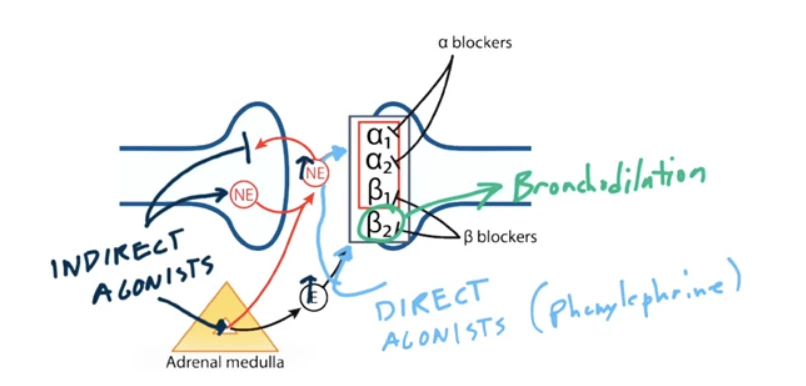 α blockers
α1
α2
β1
β2
NE
NE
Bronchodilation
β blockers
INDIRECT
AGONISTS
E
DIRECT
AGONISTS (phenylephrine)
Adrenal medulla